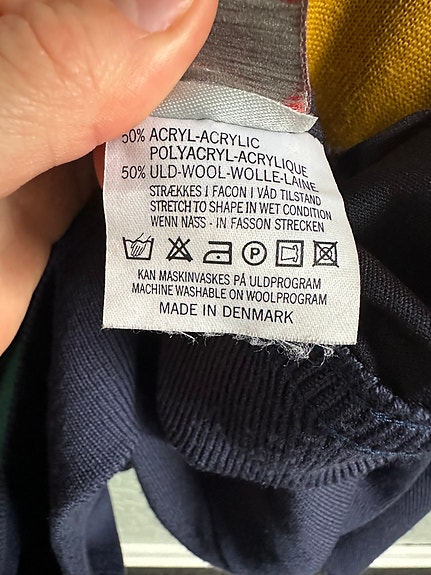 50% ACRYL-ACRYLIC
POLYACRYL-ACRYLIQUE
50% ULD-WOOL-WOLLE-LAINE
STRÆKKES I FACON I VÅD TILSTAND
STRETCH TO SHAPE IN WET CONDITION
WENN NASS - IN FASSON STRECKEN
P
KAN MASKINVASKES PÅ ULDPROGRAM
MACHINE WASHABLE ON WOOLPROGRAM
MADE IN DENMARK